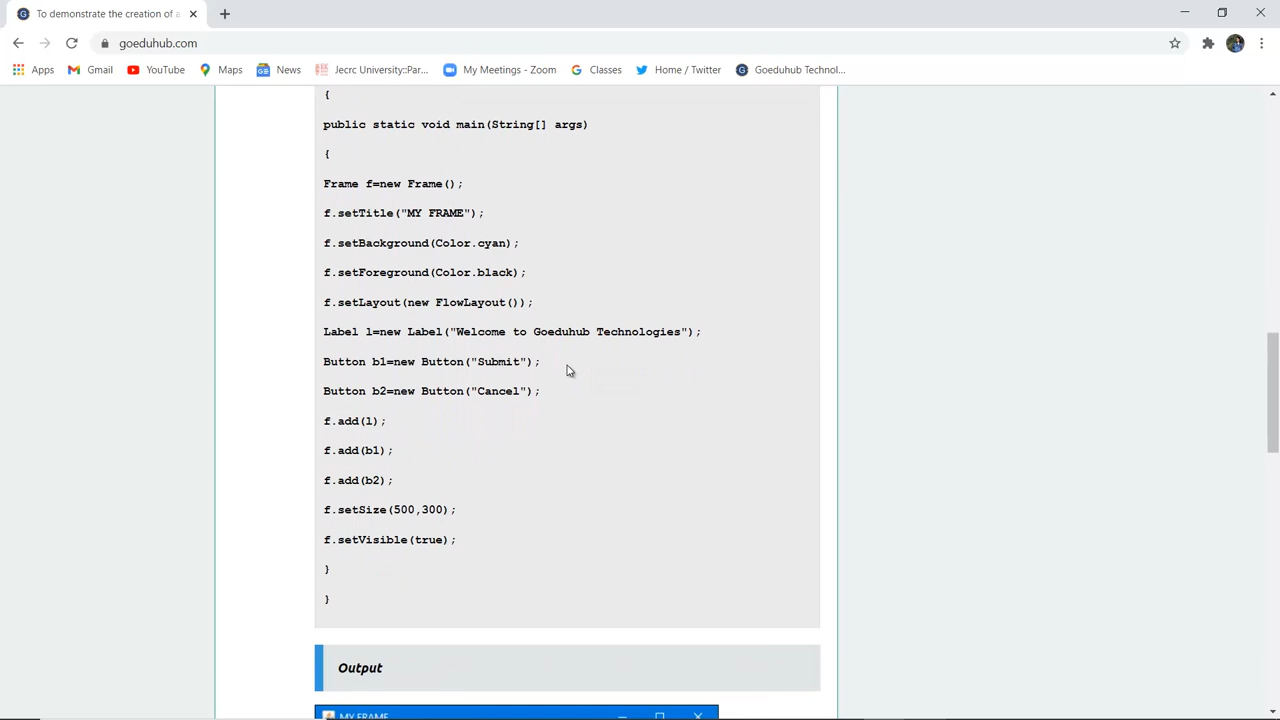 To demonstrate the creation of a
goeduhub.com
Apps Gmail YouTube Maps News Jecrc University::Par... My Meetings - Zoom Classes Home / Twitter Goeduhub Technol...
{
public static void main(String[] args)
{
Frame f=new Frame();
f.setTitle("MY FRAME");
f.setBackground(Color.cyan);
f.setForeground(Color.black);
f.setLayout(new FlowLayout());
Label l=new Label("Welcome to Goeduhub Technologies");
Button b1=new Button("Submit");
Button b2=new Button("Cancel");
f.add(l);
f.add(b1);
f.add(b2);
f.setSize(500,300);
f.setVisible(true);
}
}
Output
MY FRAME